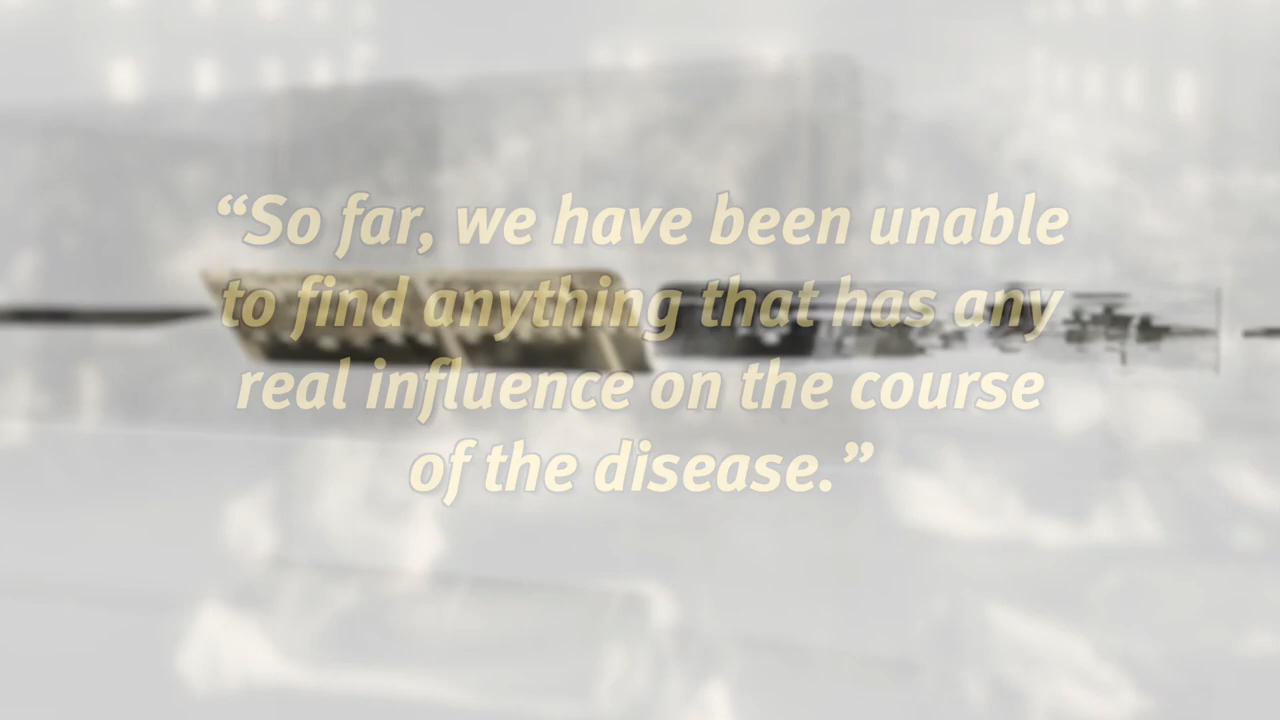 “So far, we have been unable
to find anything that has any
real influence on the course
of the disease.”